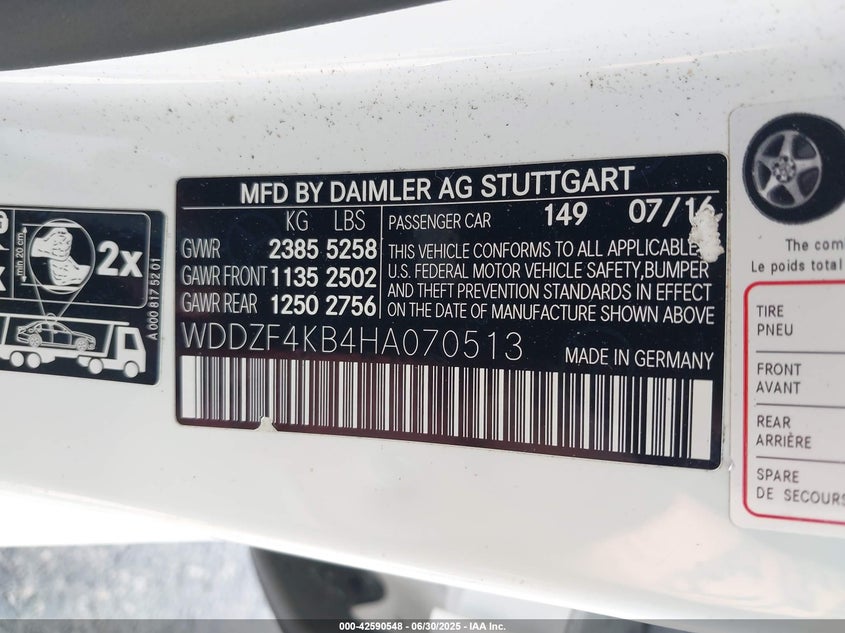 min 20 cm
2x
A 000 817 52 01
MFD BY DAIMLER AG STUTTGART
KG LBS
GVWR 2385 5258
GAWR FRONT 1135 2502
GAWR REAR 1250 2756
PASSENGER CAR 149 07/16
THIS VEHICLE CONFORMS TO ALL APPLICABLE
U.S. FEDERAL MOTOR VEHICLE SAFETY,BUMPER
AND THEFT PREVENTION STANDARDS IN EFFECT
ON THE DATE OF MANUFACTURE SHOWN ABOVE
WDDZF4KB4HA070513
MADE IN GERMANY
The com
Le poids total
TIRE
PNEU
FRONT
AVANT
REAR
ARRIÈRE
SPARE
DE SECOURS
000-42590548 - 06/30/2025 - IAA Inc.